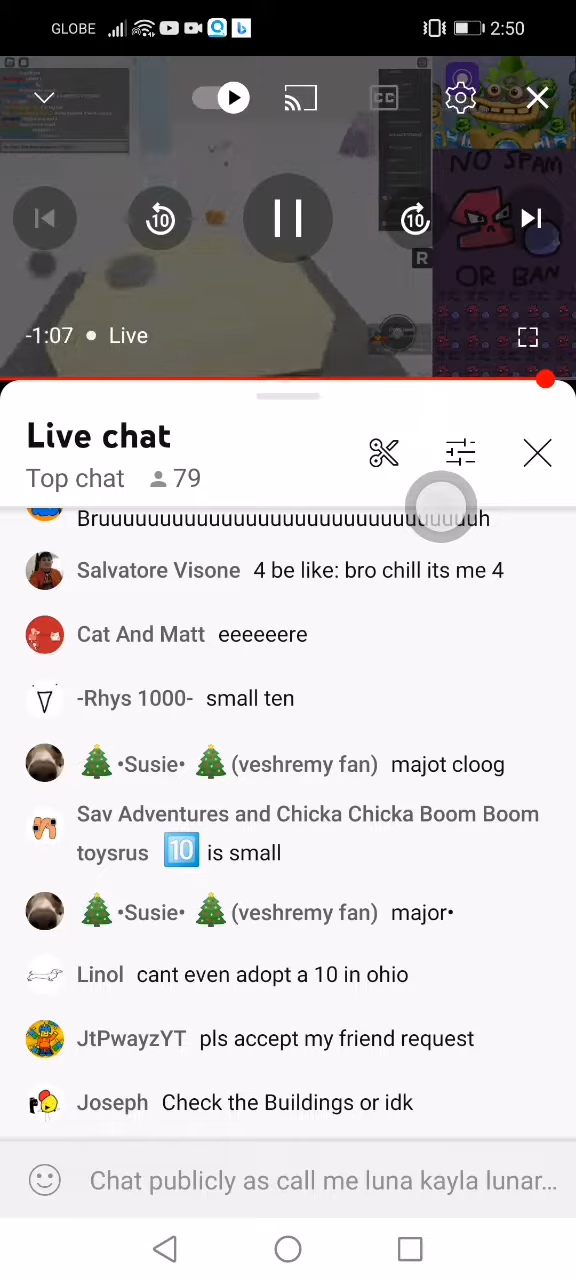 GLOBE 2:50
CC
NO SPAM
R
OR BAN
10
10
-1:07 • Live
Live chat
Top chat 79
Bruuuuuuuuuuuuuuuuuuuuuuuuuuuuuuuuh
Salvatore Visone 4 be like: bro chill its me 4
Cat And Matt eeeeeere
-Rhys 1000- small ten
🎄•Susie•🎄(veshremy fan) majot cloog
Sav Adventures and Chicka Chicka Boom Boom
toysrus 🔟 is small
🎄•Susie•🎄(veshremy fan) major•
Linol cant even adopt a 10 in ohio
JtPwayzYT pls accept my friend request
Joseph Check the Buildings or idk
Chat publicly as call me luna kayla lunar...